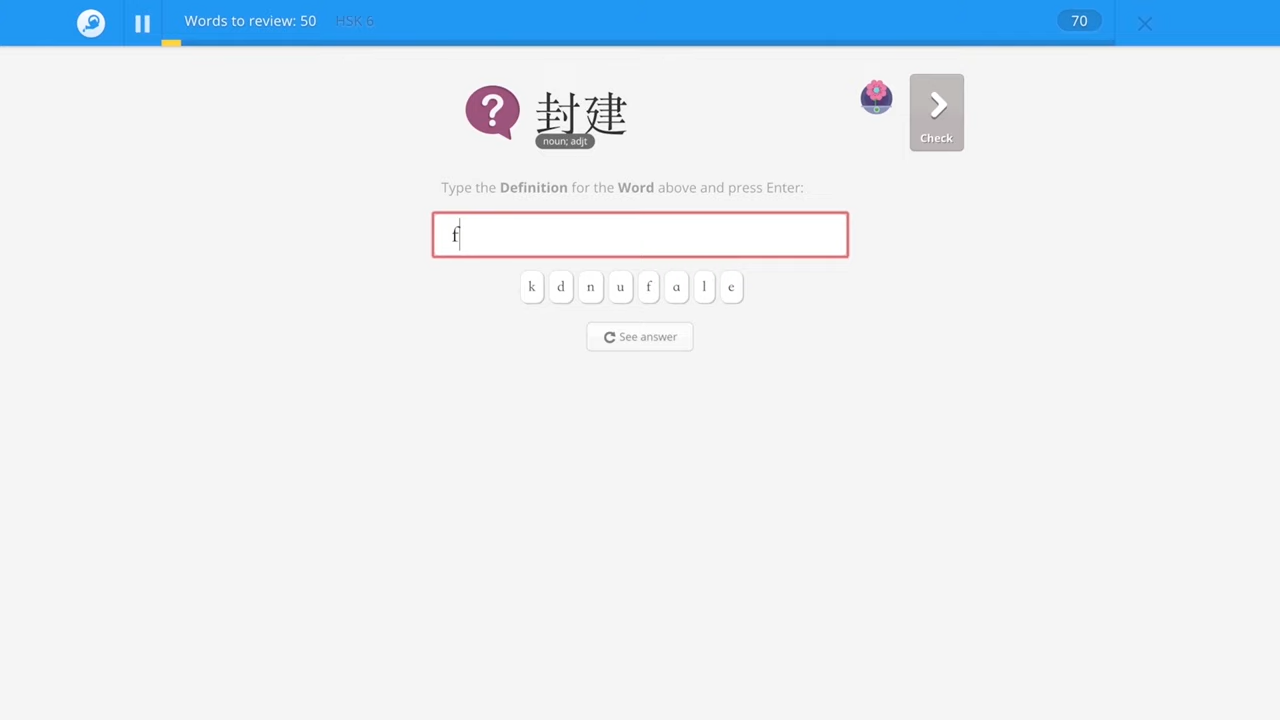 Words to review: 50 HSK 6 70
?
封建
noun; adjt
Check
Type the Definition for the Word above and press Enter:
f
k d n u f a l e
See answer